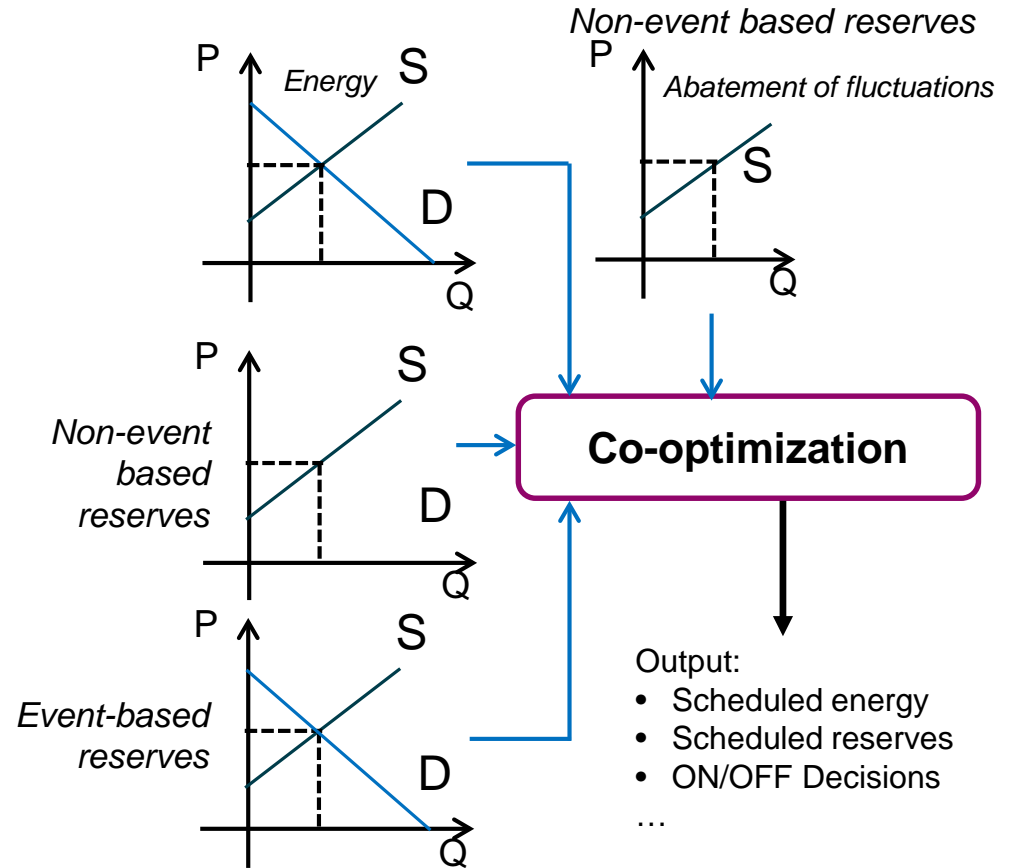 Non-event based reserves
P
Energy
S
D
Q
P
Abatement of fluctuations
S
Q
P
S
Non-event
based
reserves
D
Q
Co-optimization
P
S
Event-based
reserves
D
Q
Output:
• Scheduled energy
• Scheduled reserves
• ON/OFF Decisions
…